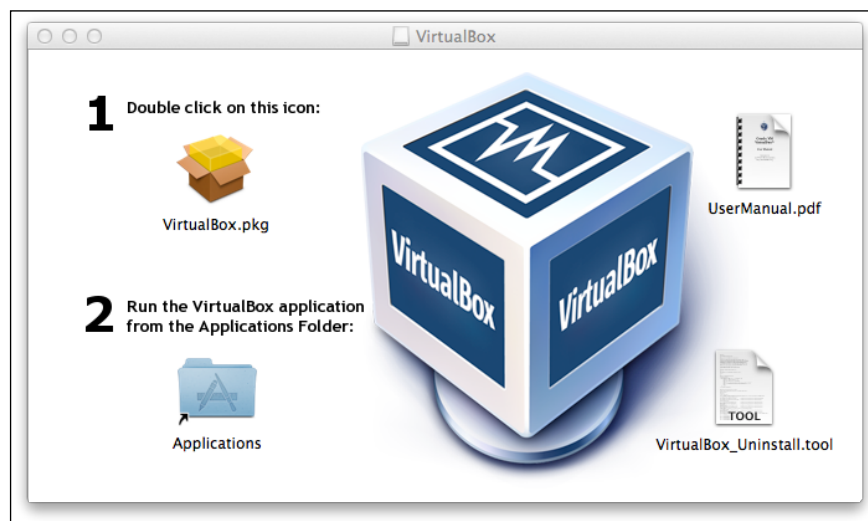 VirtualBox
1 Double click on this icon:
VirtualBox.pkg
2 Run the VirtualBox application
from the Applications Folder:
Applications
VirtualBox
VirtualBox
UserManual.pdf
TOOL
VirtualBox_Uninstall.tool